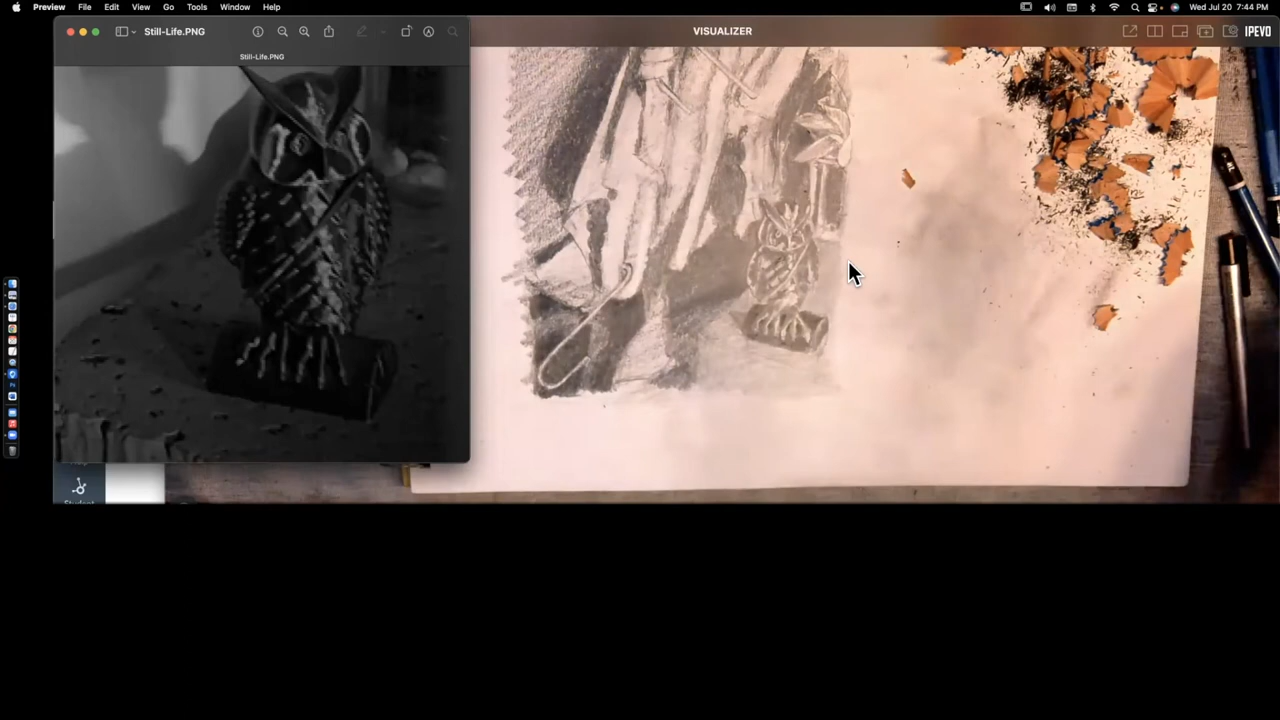 Preview File Edit View Go Tools Window Help
Wed Jul 20 7:44 PM
Still-Life.PNG
VISUALIZER
IPEVO
Still-Life.PNG